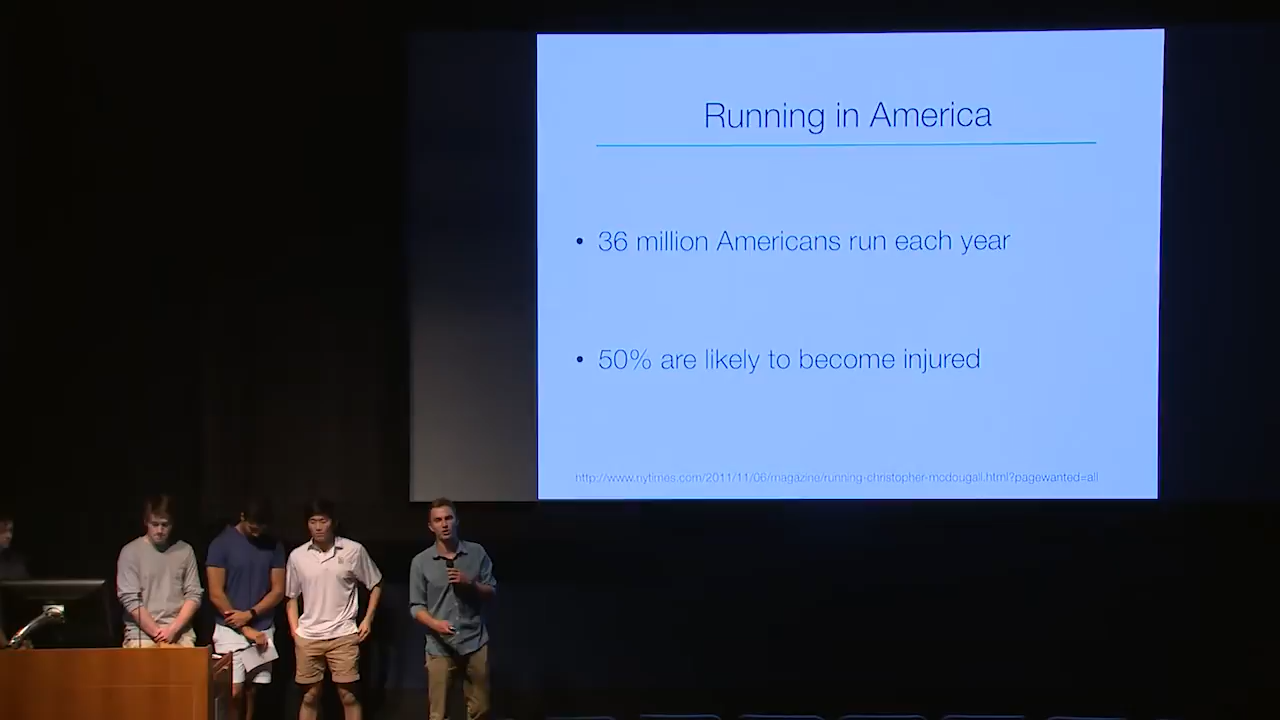 Running in America
• 36 million Americans run each year
• 50% are likely to become injured
http://www.nytimes.com/2011/11/06/magazine/running-christopher-mcdougall.html?pagewanted=all